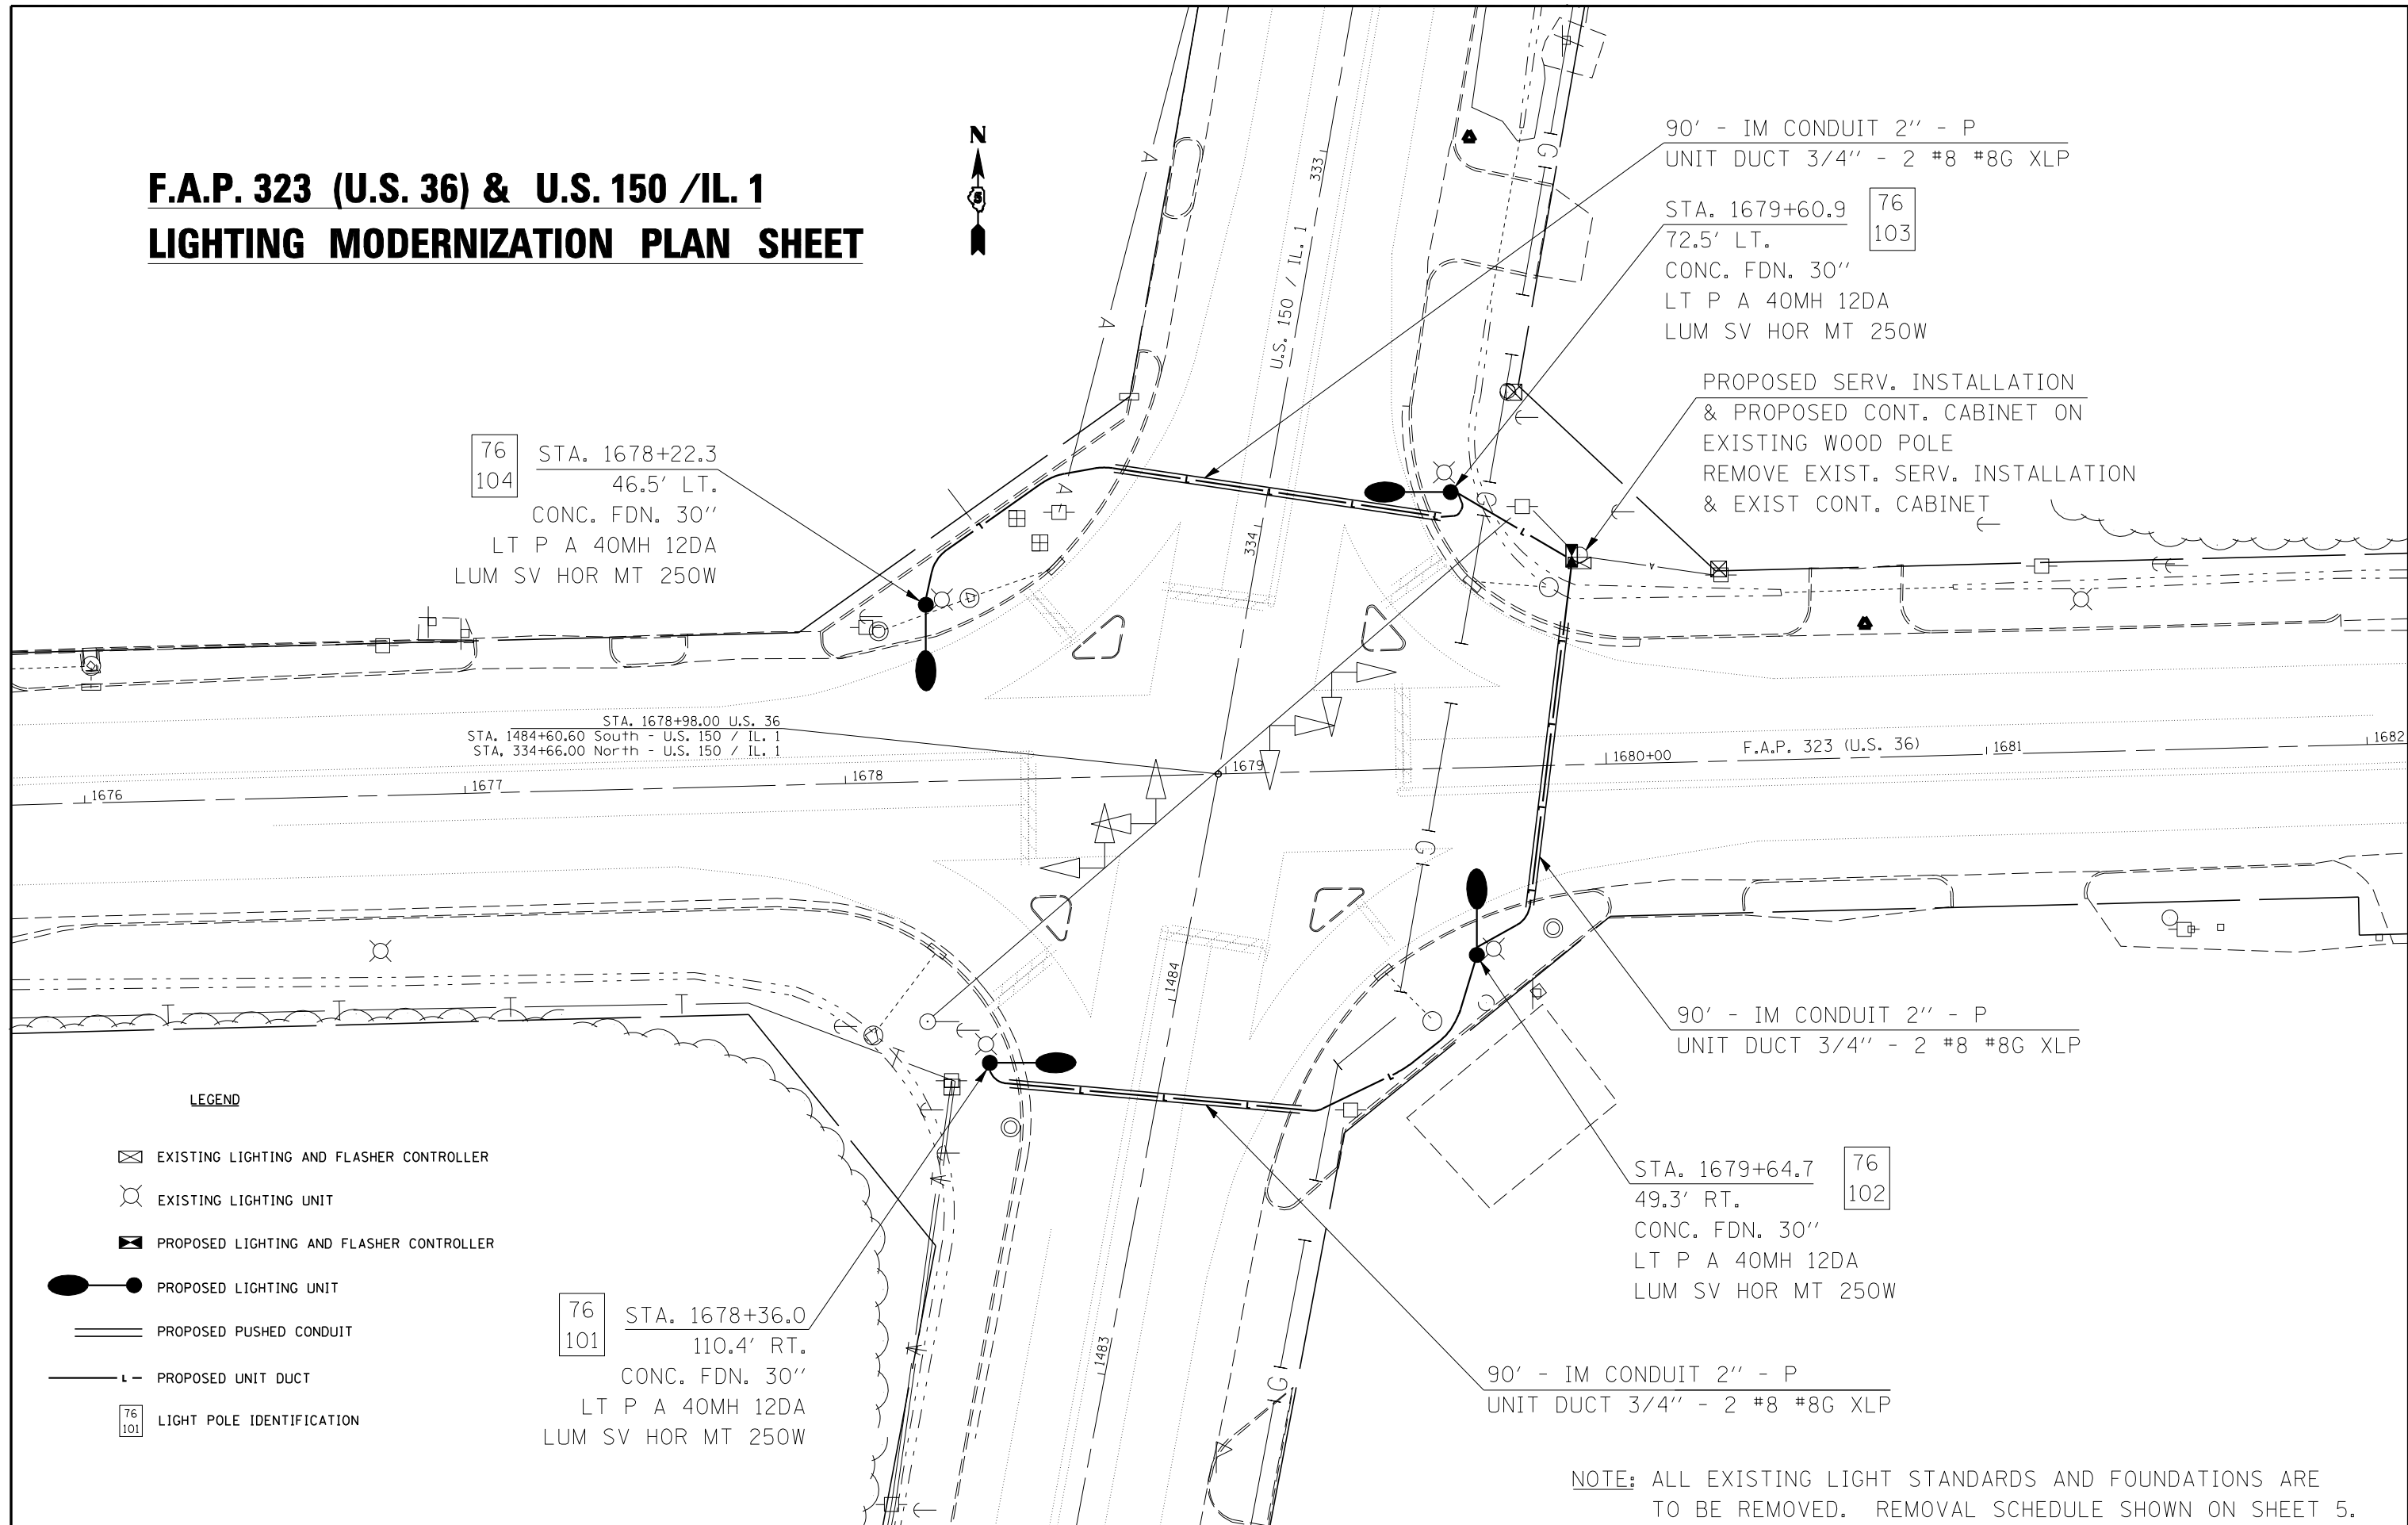 F.A.P. 323 (U.S. 36) & U.S. 150 /IL. 1
LIGHTING MODERNIZATION PLAN SHEET
N
5
90' - IM CONDUIT 2'' - P
UNIT DUCT 3/4'' - 2 #8 #8G XLP
STA. 1679+60.9
76
103
72.5' LT.
CONC. FDN. 30''
LT P A 40MH 12DA
LUM SV HOR MT 250W
PROPOSED SERV. INSTALLATION
& PROPOSED CONT. CABINET ON
EXISTING WOOD POLE
REMOVE EXIST. SERV. INSTALLATION
& EXIST CONT. CABINET
76
104
STA. 1678+22.3
46.5' LT.
CONC. FDN. 30''
LT P A 40MH 12DA
LUM SV HOR MT 250W
333
U.S. 150 / IL. 1
334
A
A
A
G
G
STA. 1678+98.00 U.S. 36
STA. 1484+60.60 South - U.S. 150 / IL. 1
STA. 334+66.00 North - U.S. 150 / IL. 1
1676
1677
1678
1679
1680+00
F.A.P. 323 (U.S. 36)
1681
1682
G
1484
1483
G
90' - IM CONDUIT 2'' - P
UNIT DUCT 3/4'' - 2 #8 #8G XLP
STA. 1679+64.7
76
102
49.3' RT.
CONC. FDN. 30''
LT P A 40MH 12DA
LUM SV HOR MT 250W
90' - IM CONDUIT 2'' - P
UNIT DUCT 3/4'' - 2 #8 #8G XLP
76
101
STA. 1678+36.0
110.4' RT.
CONC. FDN. 30''
LT P A 40MH 12DA
LUM SV HOR MT 250W
LEGEND
EXISTING LIGHTING AND FLASHER CONTROLLER
EXISTING LIGHTING UNIT
PROPOSED LIGHTING AND FLASHER CONTROLLER
PROPOSED LIGHTING UNIT
PROPOSED PUSHED CONDUIT
L PROPOSED UNIT DUCT
76
101
LIGHT POLE IDENTIFICATION
NOTE: ALL EXISTING LIGHT STANDARDS AND FOUNDATIONS ARE
TO BE REMOVED. REMOVAL SCHEDULE SHOWN ON SHEET 5.